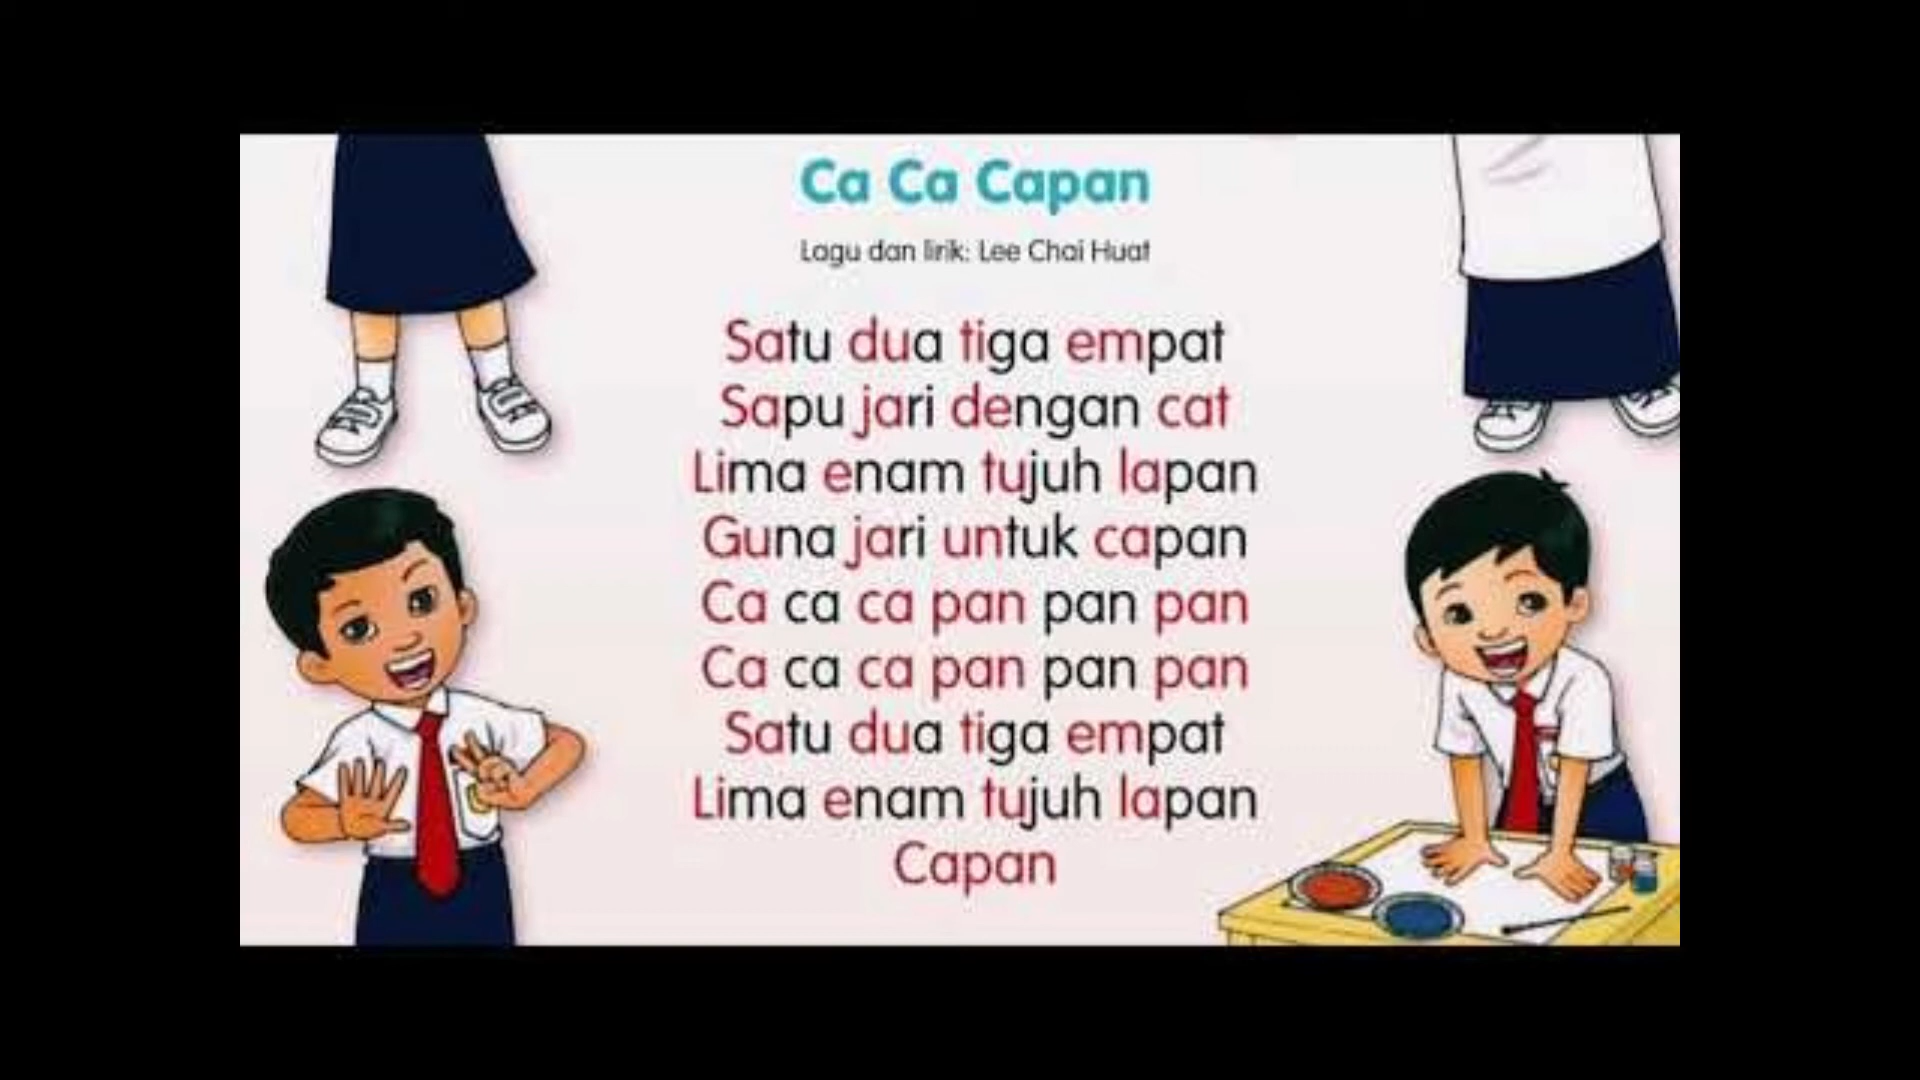 Ca Ca Capan
Lagu dan lirik: Lee Chai Huat
Satu dua tiga empat
Sapu jari dengan cat
Lima enam tujuh lapan
Guna jari untuk capan
Ca ca ca pan pan pan
Ca ca ca pan pan pan
Satu dua tiga empat
Lima enam tujuh lapan
Capan